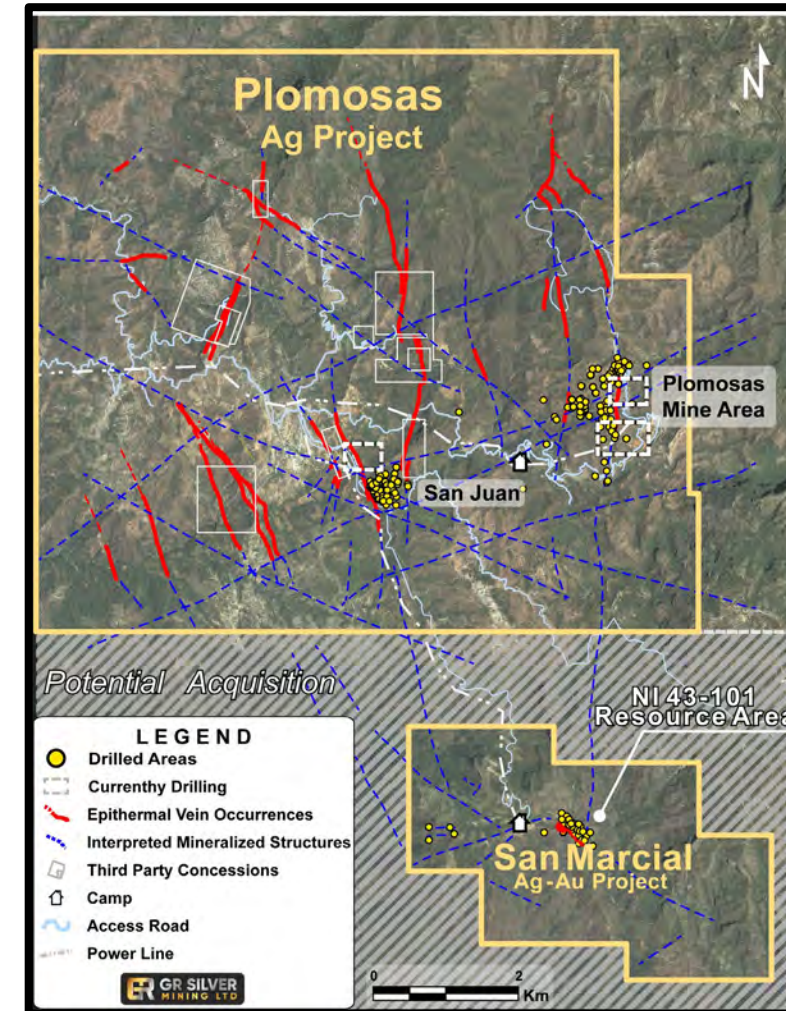 Plomosas
Ag Project
N
Plomosas
Mine Area
San Juan
Potential Acquisition
NI 43-101
Resource Area
LEGEND
Drilled Areas
Currenthy Drilling
Epithermal Vein Occurrences
Interpreted Mineralized Structures
Third Party Concessions
Camp
Access Road
Power Line
San Marcial
Ag-Au Project
GR SILVER
MINING LTD
0 2
Km